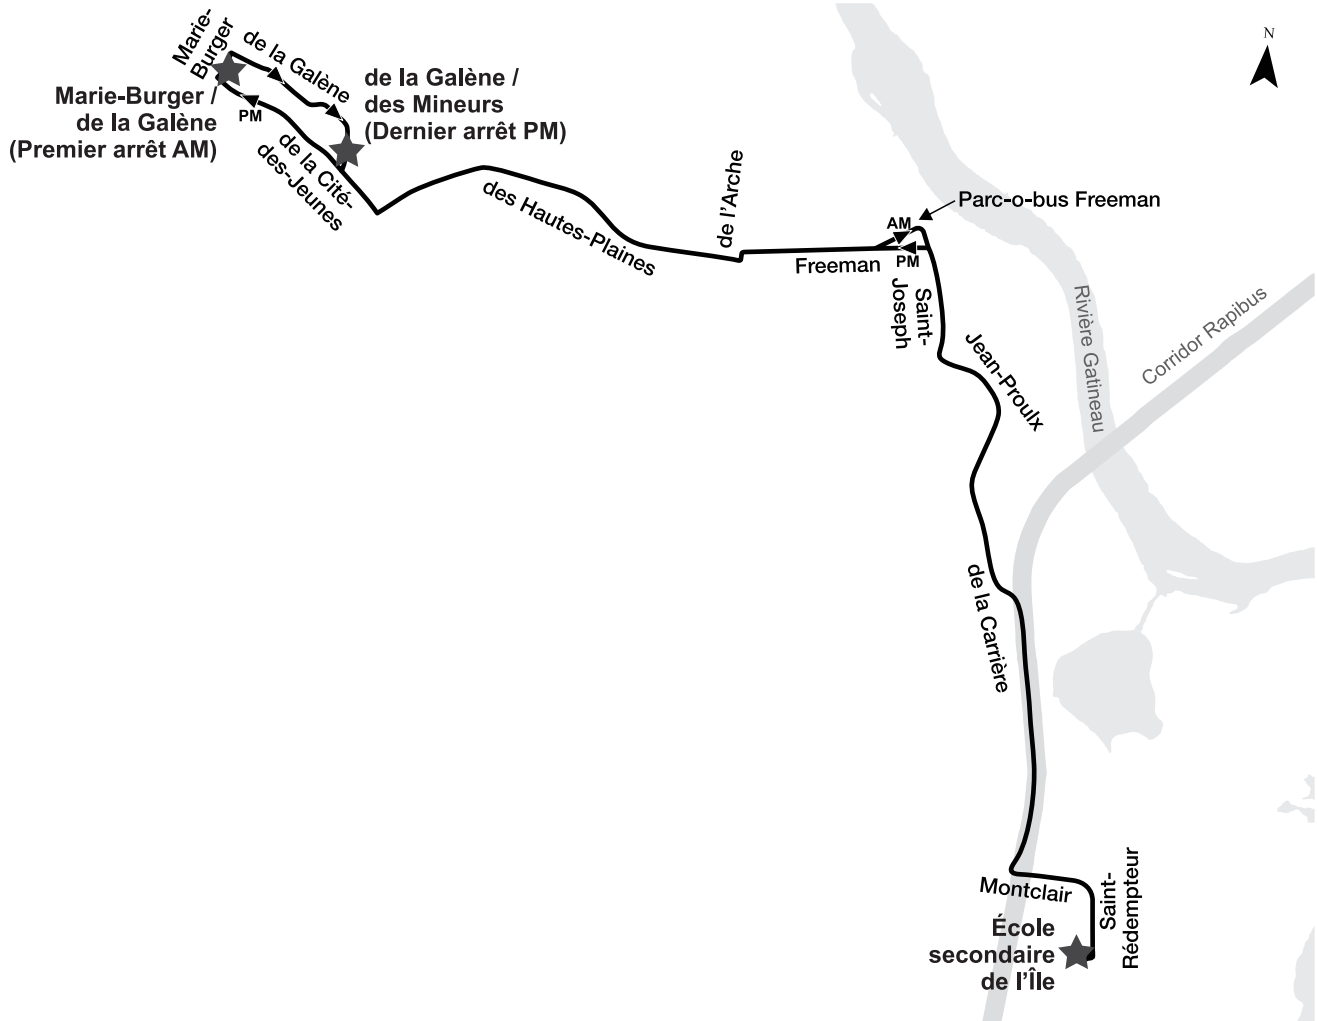 N
Marie-
Burger
de la Galène
de la Galène /
des Mineurs
(Dernier arrêt PM)
Marie-Burger /
de la Galène
(Premier arrêt AM)
PM
de la Cité-
des-Jeunes
des Hautes-Plaines
de l'Arche
Parc-o-bus Freeman
AM
Freeman
PM
Saint-
Joseph
Jean-Proulx
Rivière Gatineau
Corridor Rapibus
de la Carrière
Montclair
Saint-
Rédempteur
École
secondaire
de l'Île